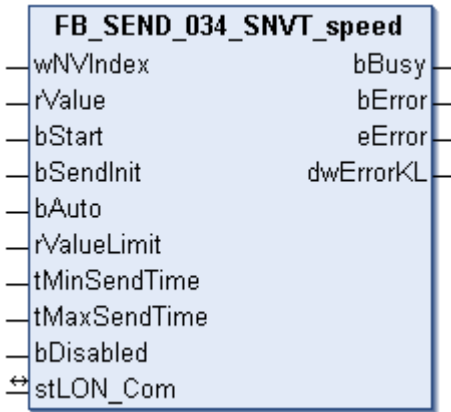 FB_SEND_034_SNVT_speed
wNVIndex bBusy
rValue bError
bStart eError
bSendInit dwErrorKL
bAuto
rValueLimit
tMinSendTime
tMaxSendTime
bDisabled
stLON_Com